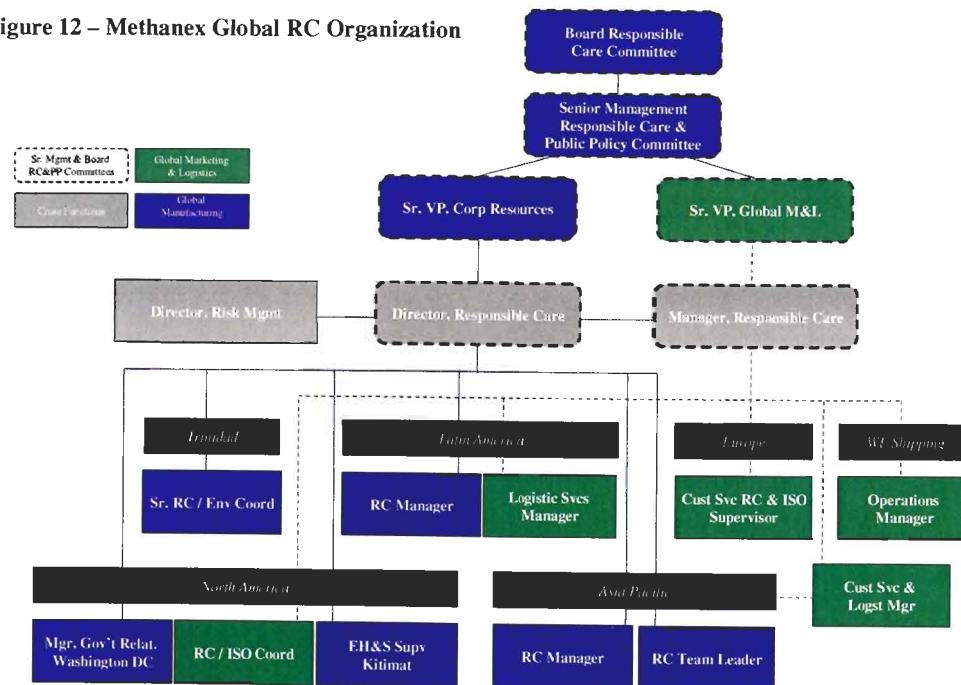 igure 12 – Methanex Global RC Organization
Board Responsible
Care Committee
Senior Management
Responsible Care &
Public Policy Committee
Sr. Mgmt & Board
RC&PP Committees
Global Marketing
& Logistics
Cross Functions
Global
Manufacturing
Sr. VP. Corp Resources
Sr. VP. Global M&L
Director, Risk Mgmt
Director, Responsible Care
Manager, Responsible Care
Trinidad
Latin America
Europe
WF Shipping
Sr. RC / Env Coord
RC Manager
Logistic Svcs
Manager
Cust Svc RC & ISO
Supervisor
Operations
Manager
North America
Asia Pacific
Cust Svc &
Logst Mgr
Mgr, Gov't Relat.
Washington DC
RC / ISO Coord
EH&S Supv
Kitimat
RC Manager
RC Team Leader